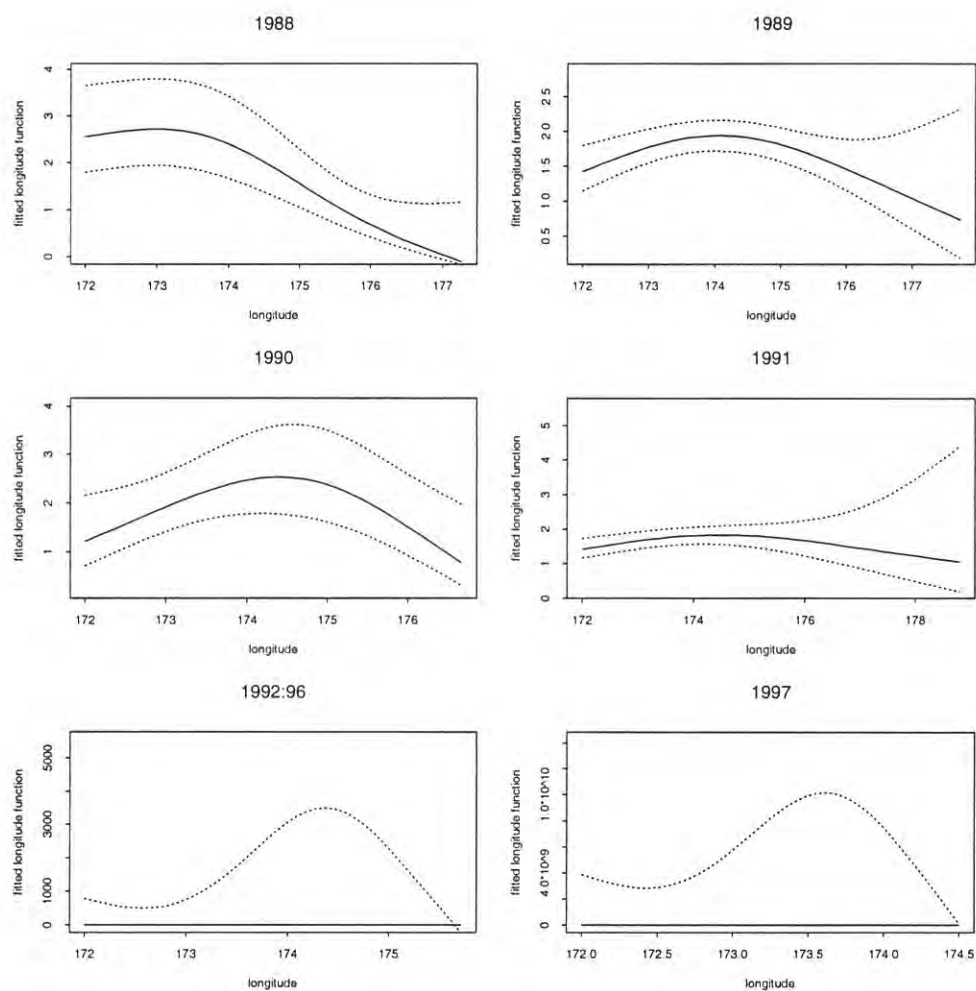 1988
1989
fitted longitude function
0 1 2 3 4
172 173 174 175 176 177
longitude
fitted longitude function
0.5 1.0 1.5 2.0 2.5
172 173 174 175 176 177
longitude
1990
1991
fitted longitude function
1 2 3 4
172 173 174 175 176
longitude
fitted longitude function
0 1 2 3 4 5
172 174 176 178
longitude
1992:96
1997
fitted longitude function
0 1000 3000 5000
172 173 174 175
longitude
fitted longitude function
0 4.0*10^9 1.0*10^10
172.0 172.5 173.0 173.5 174.0 174.5
longitude